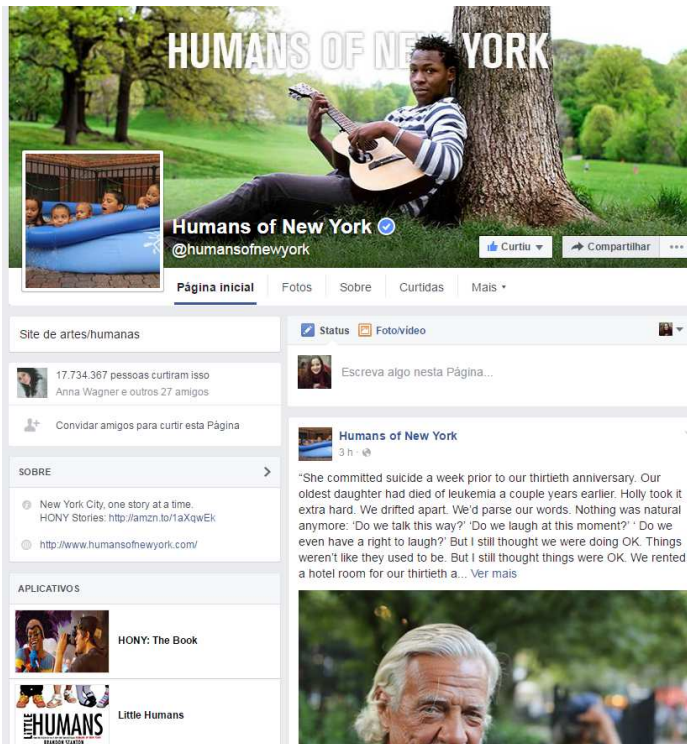 HUMANS OF NEW YORK
Humans of New York
@humansofnewyork
Curtiu
Compartilhar
Página inicial
Fotos
Sobre
Curtidas
Mais
Site de artes/humanas
17.734.367 pessoas curtiram isso
Anna Wagner e outros 27 amigos
Convidar amigos para curtir esta Página
SOBRE
New York City, one story at a time.
HONY Stories: http://amzn.to/1aXqwEk
http://www.humansofnewyork.com/
APLICATIVOS
HONY: The Book
LITTLE HUMANS
BRANDON STANTON
Little Humans
Status
Foto/vídeo
Escreva algo nesta Página...
Humans of New York
3 h ·
“She committed suicide a week prior to our thirtieth anniversary. Our
oldest daughter had died of leukemia a couple years earlier. Holly took it
extra hard. We drifted apart. We'd parse our words. Nothing was natural
anymore: ‘Do we talk this way?’ ‘Do we laugh at this moment?’ ‘ Do we
even have a right to laugh?’ But I still thought we were doing OK. Things
weren't like they used to be. But I still thought things were OK. We rented
a hotel room for our thirtieth a... Ver mais